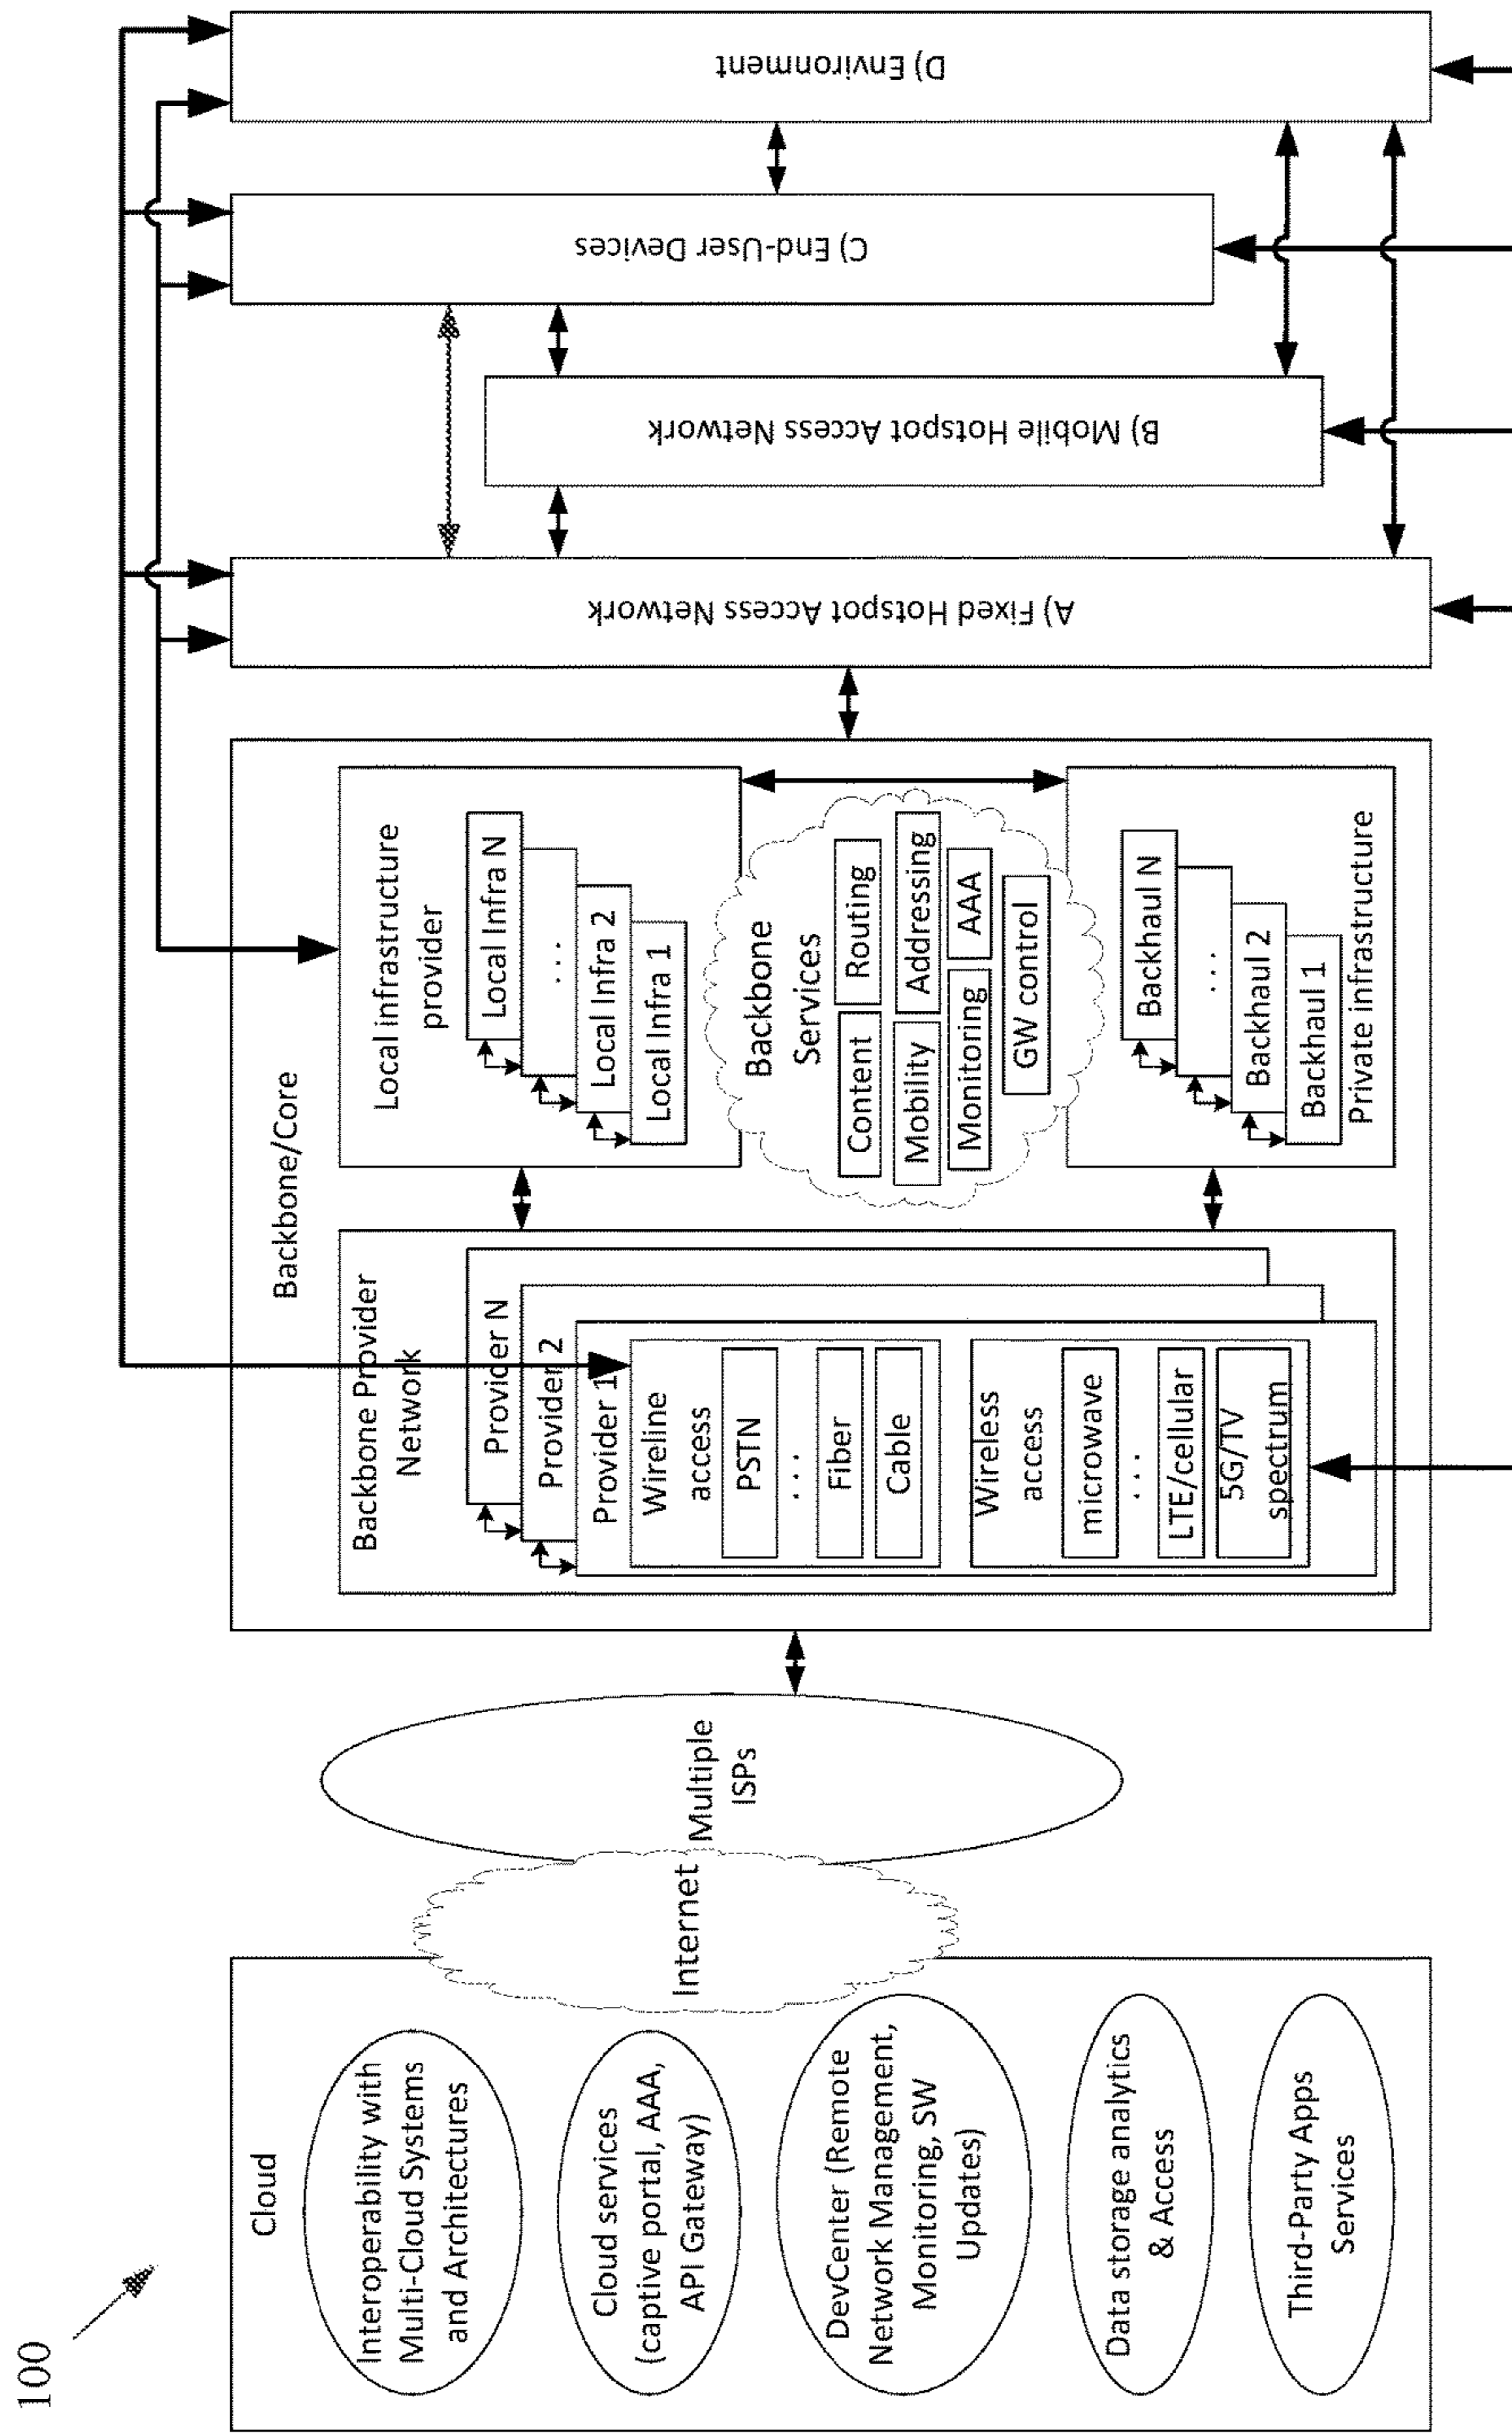 100
Cloud
Interoperability with
Multi-Cloud Systems
and Architectures
Cloud services
(captive portal, AAA,
API Gateway)
DevCenter (Remote
Network Management,
Monitoring, SW
Updates)
Data storage analytics
& Access
Third-Party Apps
Services
Internet
Multiple
ISPs
Backbone/Core
Backbone Provider
Network
Provider N
Provider 2
Provider 1
Wireline
access
PSTN
...
Fiber
Cable
Wireless
access
microwave
...
LTE/cellular
5G/TV
spectrum
Local infrastructure
provider
Local Infra N
...
Local Infra 2
Local Infra 1
Backbone
Services
Content
Routing
Mobility
Addressing
Monitoring
AAA
GW control
Backhaul N
...
Backhaul 2
Backhaul 1
Private infrastructure
A) Fixed Hotspot Access Network
B) Mobile Hotspot Access Network
C) End-User Devices
D) Environment